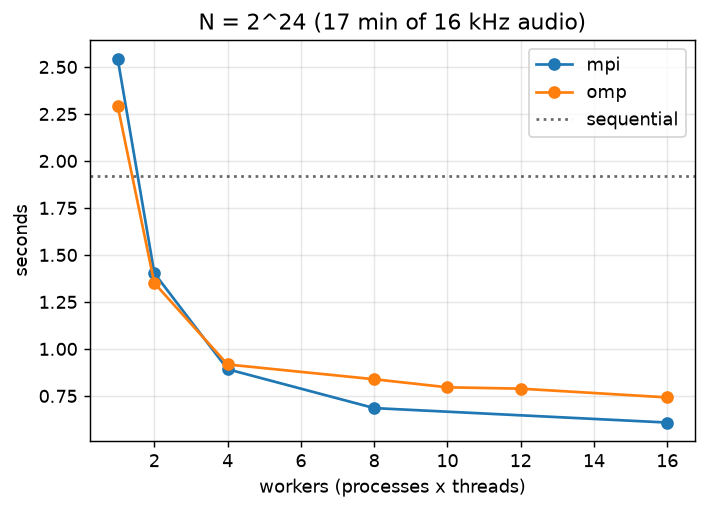 N = 2^24 (17 min of 16 kHz audio)
mpi
omp
sequential
2.50
2.25
2.00
1.75
1.50
1.25
1.00
0.75
seconds
2 4 6 8 10 12 14 16
workers (processes x threads)